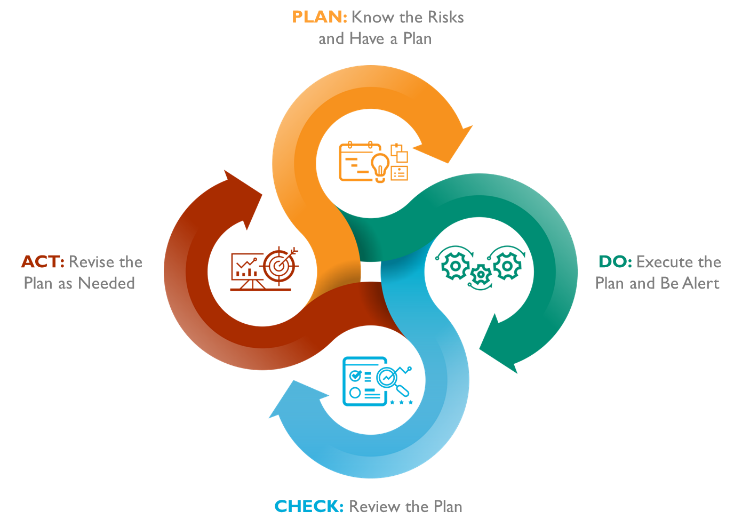 PLAN: Know the Risks
and Have a Plan
ACT: Revise the
Plan as Needed
DO: Execute the
Plan and Be Alert
CHECK: Review the Plan